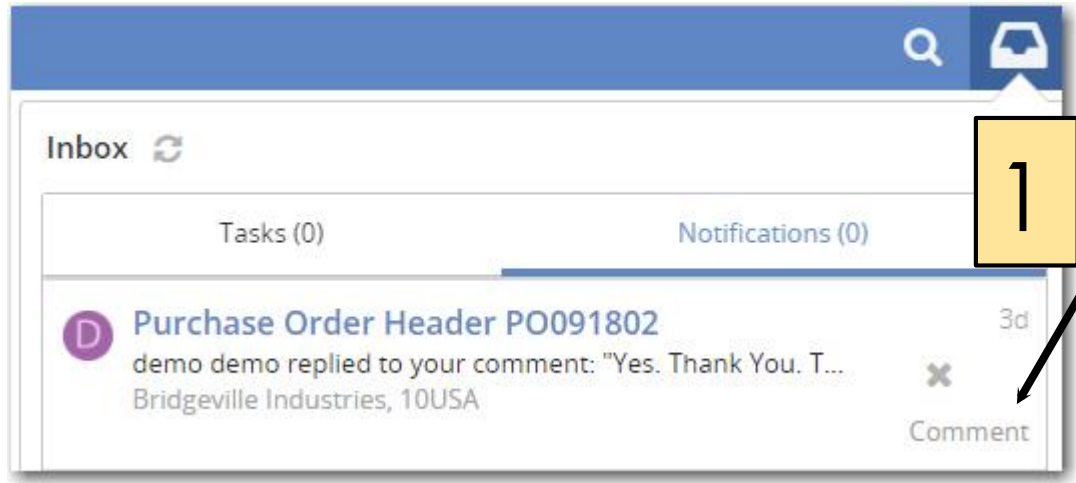 Inbox
1
Tasks (0) Notifications (0)
D Purchase Order Header PO091802 3d
demo demo replied to your comment: "Yes. Thank You. T...
Bridgeville Industries, 10USA
Comment